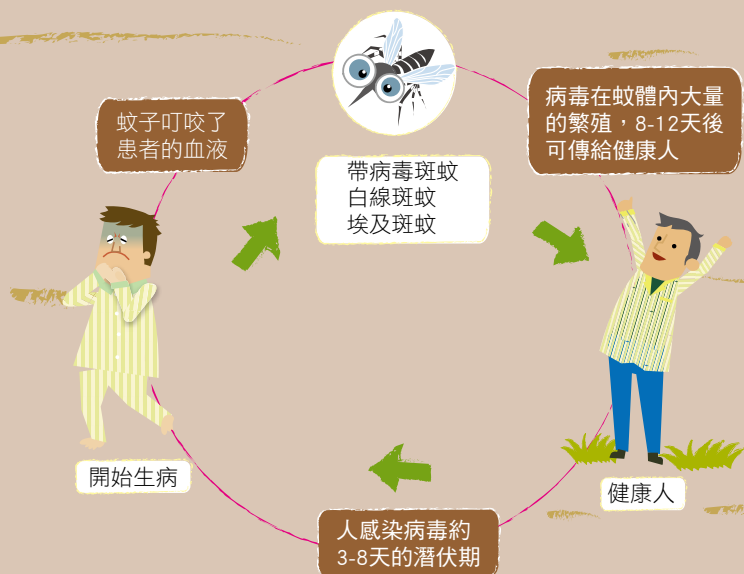 蚊子叮咬了
患者的血液
帶病毒斑蚊
白線斑蚊
埃及斑蚊
病毒在蚊體內大量
的繁殖，8-12天後
可傳給健康人
開始生病
健康人
人感染病毒約
3-8天的潛伏期